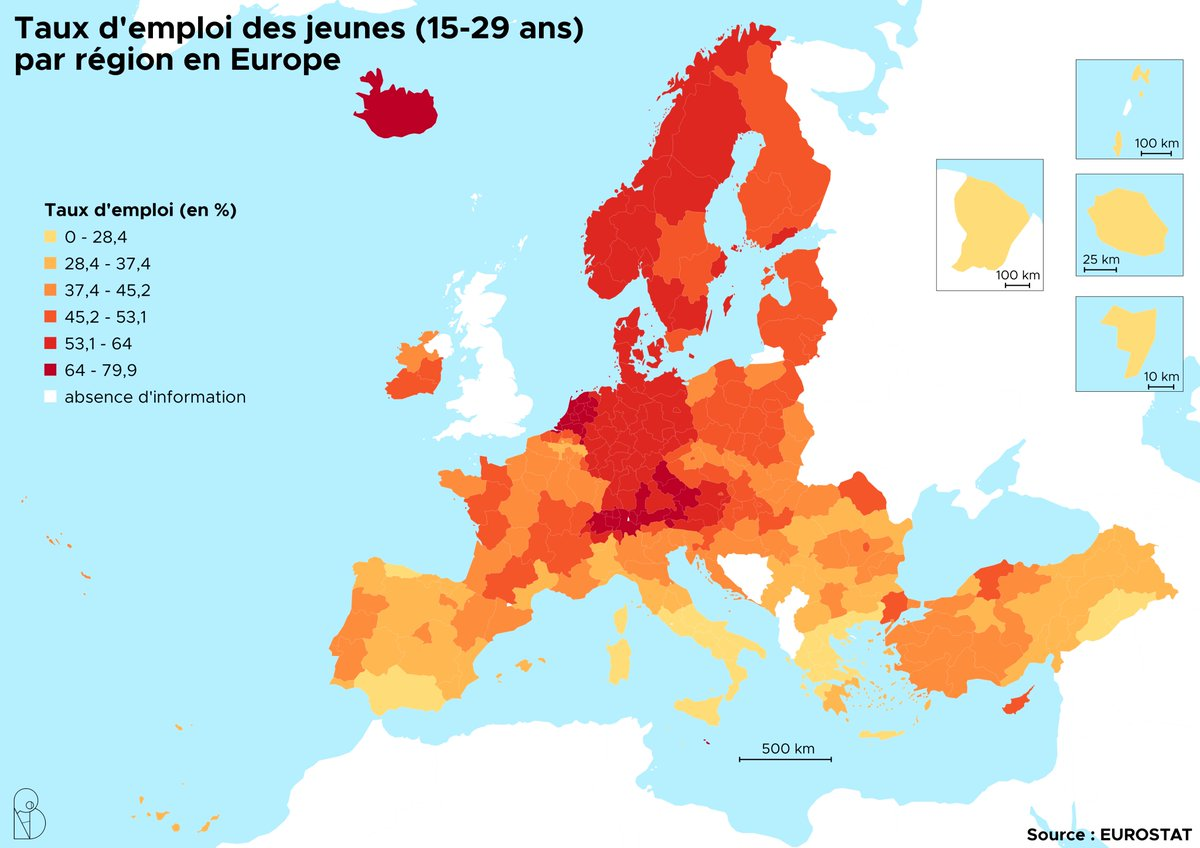 Taux d'emploi des jeunes (15-29 ans)
par région en Europe
Taux d'emploi (en %)
0 - 28,4
28,4 - 37,4
37,4 - 45,2
45,2 - 53,1
53,1 - 64
64 - 79,9
absence d'information
100 km
100 km
25 km
10 km
500 km
Source : EUROSTAT